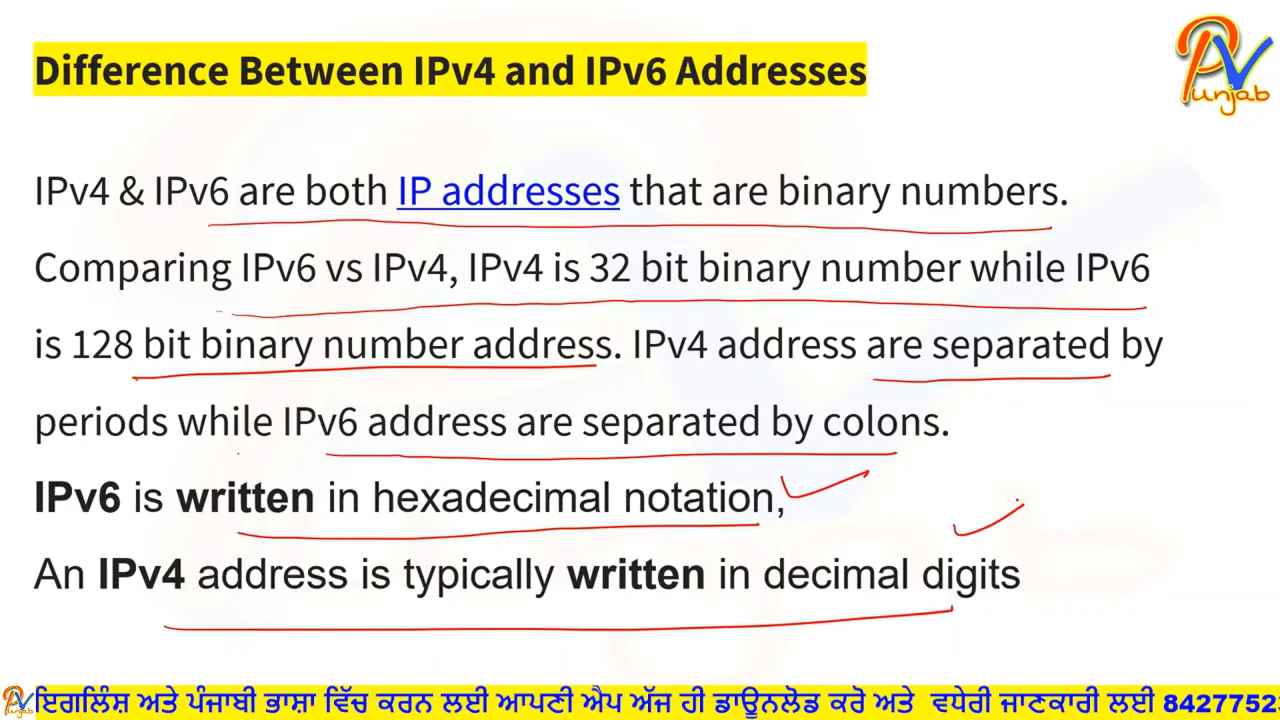 Difference Between IPv4 and IPv6 Addresses
PV
Punjab
IPv4 & IPv6 are both IP addresses that are binary numbers.
Comparing IPv6 vs IPv4, IPv4 is 32 bit binary number while IPv6
is 128 bit binary number address. IPv4 address are separated by
periods while IPv6 address are separated by colons.
IPv6 is written in hexadecimal notation,
An IPv4 address is typically written in decimal digits
ਇਗਲਿੰਸ਼ ਅਤੇ ਪੰਜਾਬੀ ਭਾਸ਼ਾ ਵਿੱਚ ਕਰਨ ਲਈ ਆਪਣੀ ਐਪ ਅੱਜ ਹੀ ਡਾਊਨਲੋਡ ਕਰੋ ਅਤੇ ਵਧੇਰੀ ਜਾਣਕਾਰੀ ਲਈ 8427752